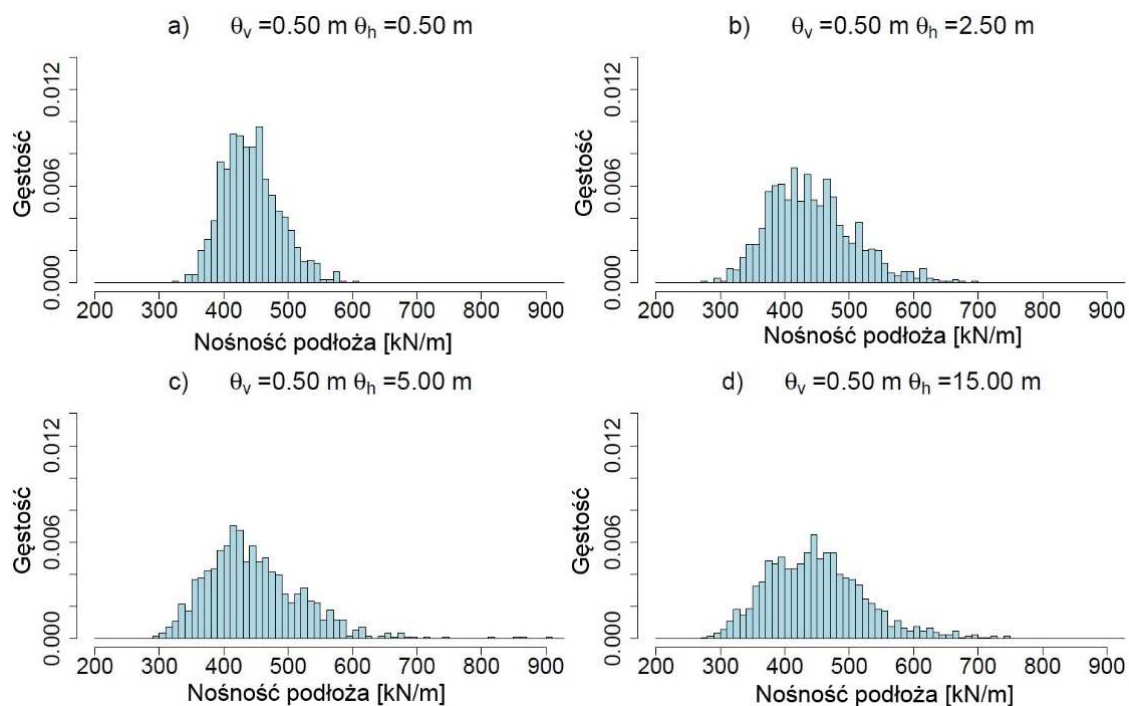 a) θv =0.50 m θh =0.50 m
0.012
0.006
0.000
Gęstość
200 300 400 500 600 700 800 900
Nośność podłoża [kN/m]
b) θv =0.50 m θh =2.50 m
0.012
0.006
0.000
Gęstość
200 300 400 500 600 700 800 900
Nośność podłoża [kN/m]
c) θv =0.50 m θh =5.00 m
0.012
0.006
0.000
Gęstość
200 300 400 500 600 700 800 900
Nośność podłoża [kN/m]
d) θv =0.50 m θh =15.00 m
0.012
0.006
0.000
Gęstość
200 300 400 500 600 700 800 900
Nośność podłoża [kN/m]